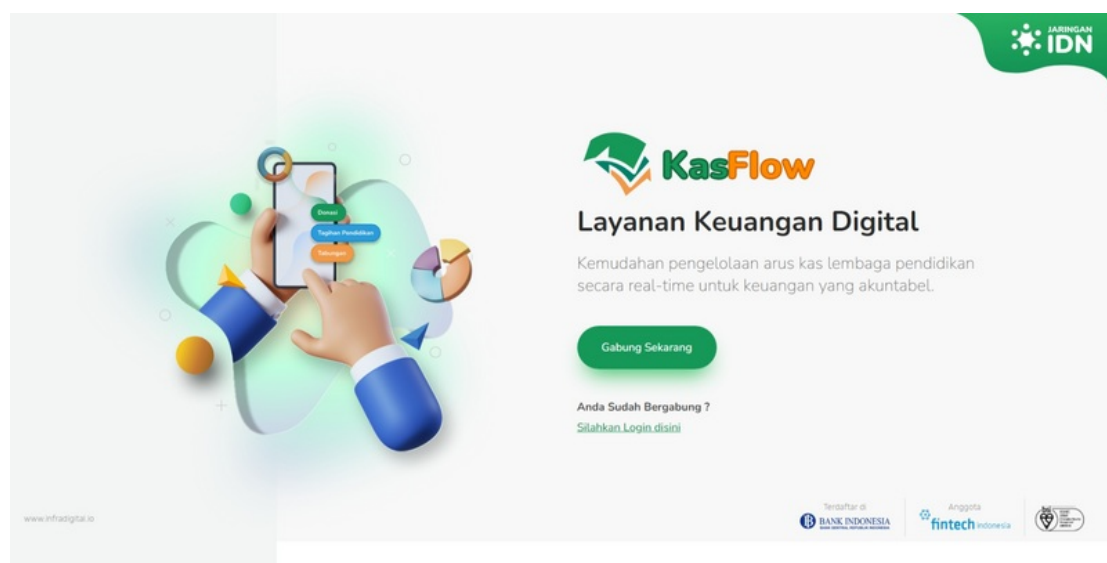 JARINGAN
IDN
KasFlow
Layanan Keuangan Digital
Kemudahan pengelolaan arus kas lembaga pendidikan
secara real-time untuk keuangan yang akuntabel.
Donasi
Tagihan Pendidikan
Tabungan
Gabung Sekarang
Anda Sudah Bergabung ?
Silahkan Login disini
www.infradigital.io
Terdaftar di
BANK INDONESIA
Anggota
fintech indonesia